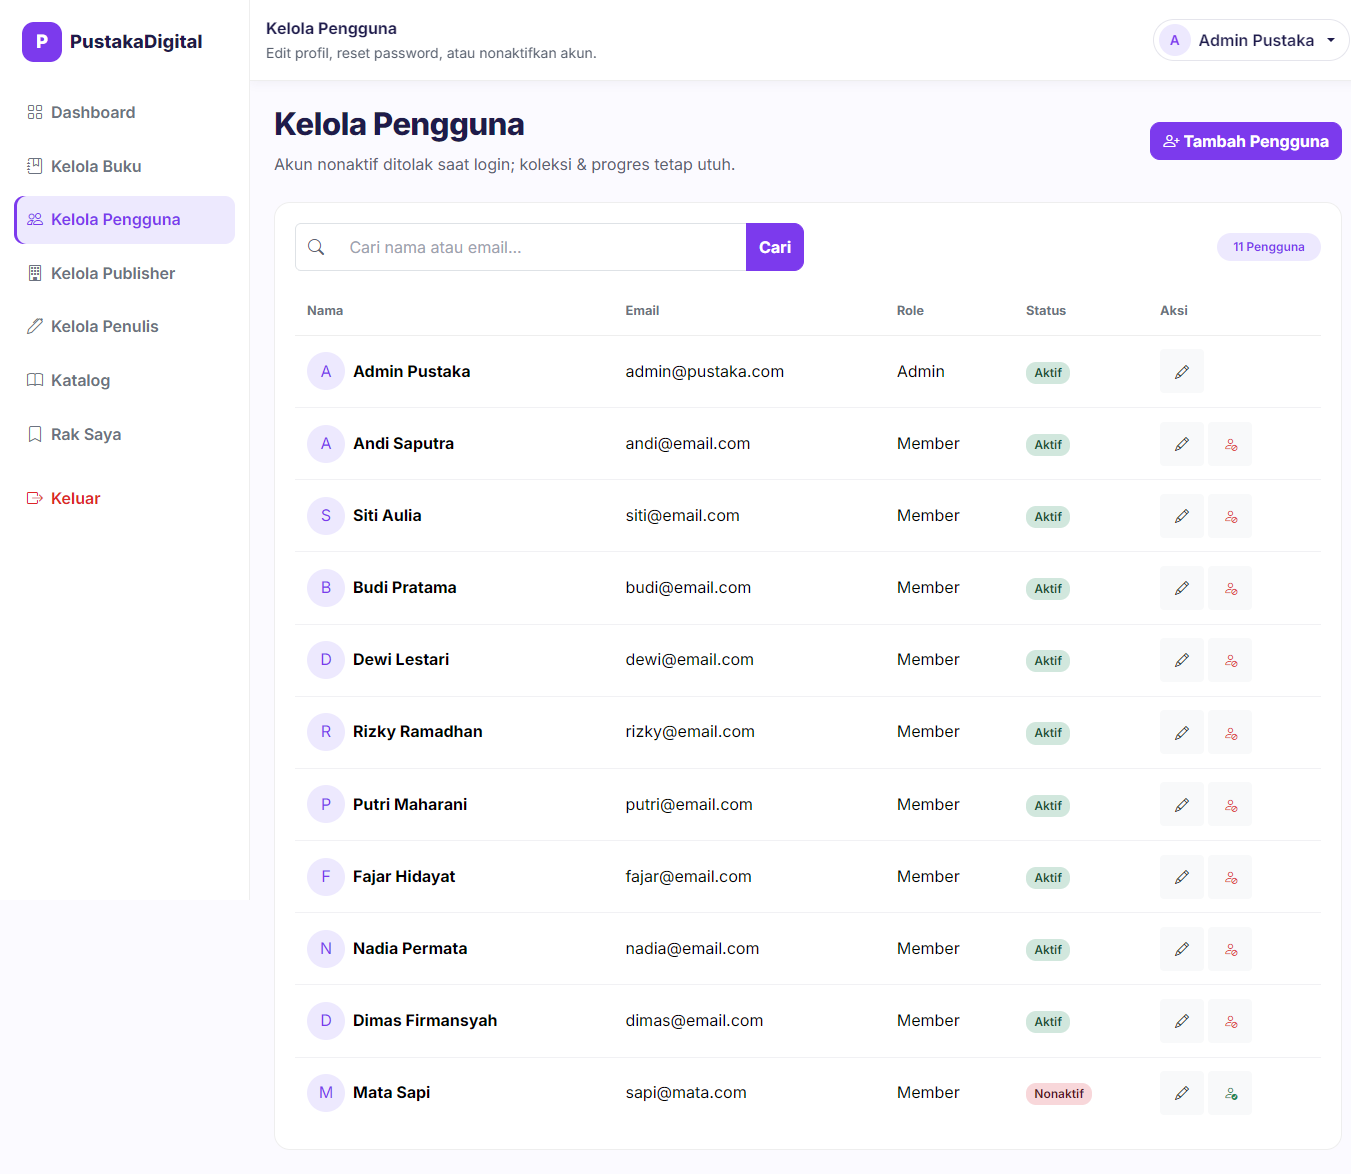 P PustakaDigital
Kelola Pengguna
Edit profil, reset password, atau nonaktifkan akun.
A Admin Pustaka
Dashboard
Kelola Buku
Kelola Pengguna
Kelola Publisher
Kelola Penulis
Katalog
Rak Saya
Keluar
Kelola Pengguna
Akun nonaktif ditolak saat login; koleksi & progres tetap utuh.
Tambah Pengguna
Cari nama atau email...
Cari
11 Pengguna
Nama Email Role Status Aksi
A Admin Pustaka admin@pustaka.com Admin Aktif
A Andi Saputra andi@email.com Member Aktif
S Siti Aulia siti@email.com Member Aktif
B Budi Pratama budi@email.com Member Aktif
D Dewi Lestari dewi@email.com Member Aktif
R Rizky Ramadhan rizky@email.com Member Aktif
P Putri Maharani putri@email.com Member Aktif
F Fajar Hidayat fajar@email.com Member Aktif
N Nadia Permata nadia@email.com Member Aktif
D Dimas Firmansyah dimas@email.com Member Aktif
M Mata Sapi sapi@mata.com Member Nonaktif